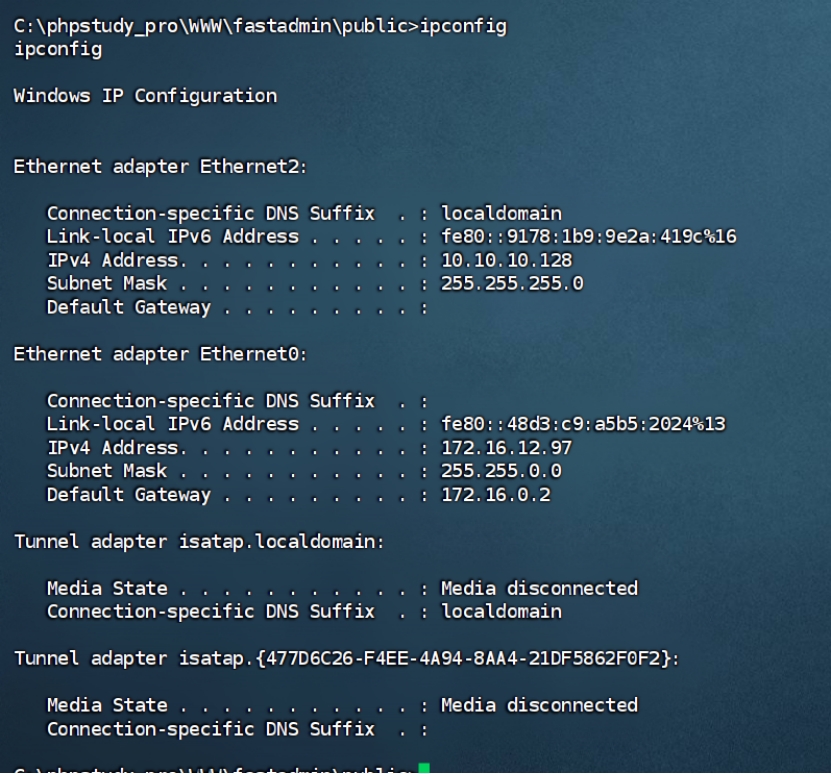 C:\phpstudy_pro\WWW\fastadmin\public>ipconfig
ipconfig
Windows IP Configuration
Ethernet adapter Ethernet2:
Connection-specific DNS Suffix  . : localdomain
Link-local IPv6 Address . . . . . : fe80::9178:1b9:9e2a:419c%16
IPv4 Address. . . . . . . . . . . : 10.10.10.128
Subnet Mask . . . . . . . . . . . : 255.255.255.0
Default Gateway . . . . . . . . . :
Ethernet adapter Ethernet0:
Connection-specific DNS Suffix  . :
Link-local IPv6 Address . . . . . : fe80::48d3:c9:a5b5:2024%13
IPv4 Address. . . . . . . . . . . : 172.16.12.97
Subnet Mask . . . . . . . . . . . : 255.255.0.0
Default Gateway . . . . . . . . . : 172.16.0.2
Tunnel adapter isatap.localdomain:
Media State . . . . . . . . . . . : Media disconnected
Connection-specific DNS Suffix  . : localdomain
Tunnel adapter isatap.{477D6C26-F4EE-4A94-8AA4-21DF5862F0F2}:
Media State . . . . . . . . . . . : Media disconnected
Connection-specific DNS Suffix  . :
C:\phpstudy_pro\WWW\fastadmin\public>